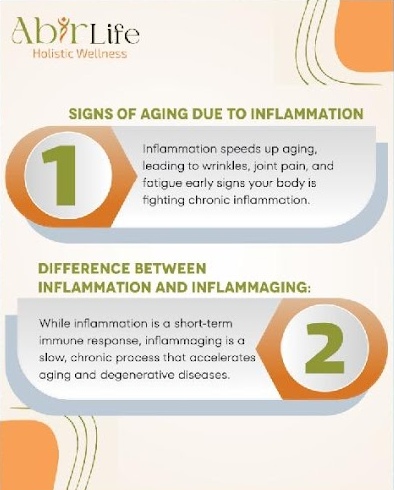 Abir Life
Holistic Wellness
SIGNS OF AGING DUE TO INFLAMMATION
1
Inflammation speeds up aging,
leading to wrinkles, joint pain, and
fatigue early signs your body is
fighting chronic inflammation.
DIFFERENCE BETWEEN
INFLAMMATION AND INFLAMMAGING:
While inflammation is a short-term
immune response, inflammaging is a
slow, chronic process that accelerates
aging and degenerative diseases.
2